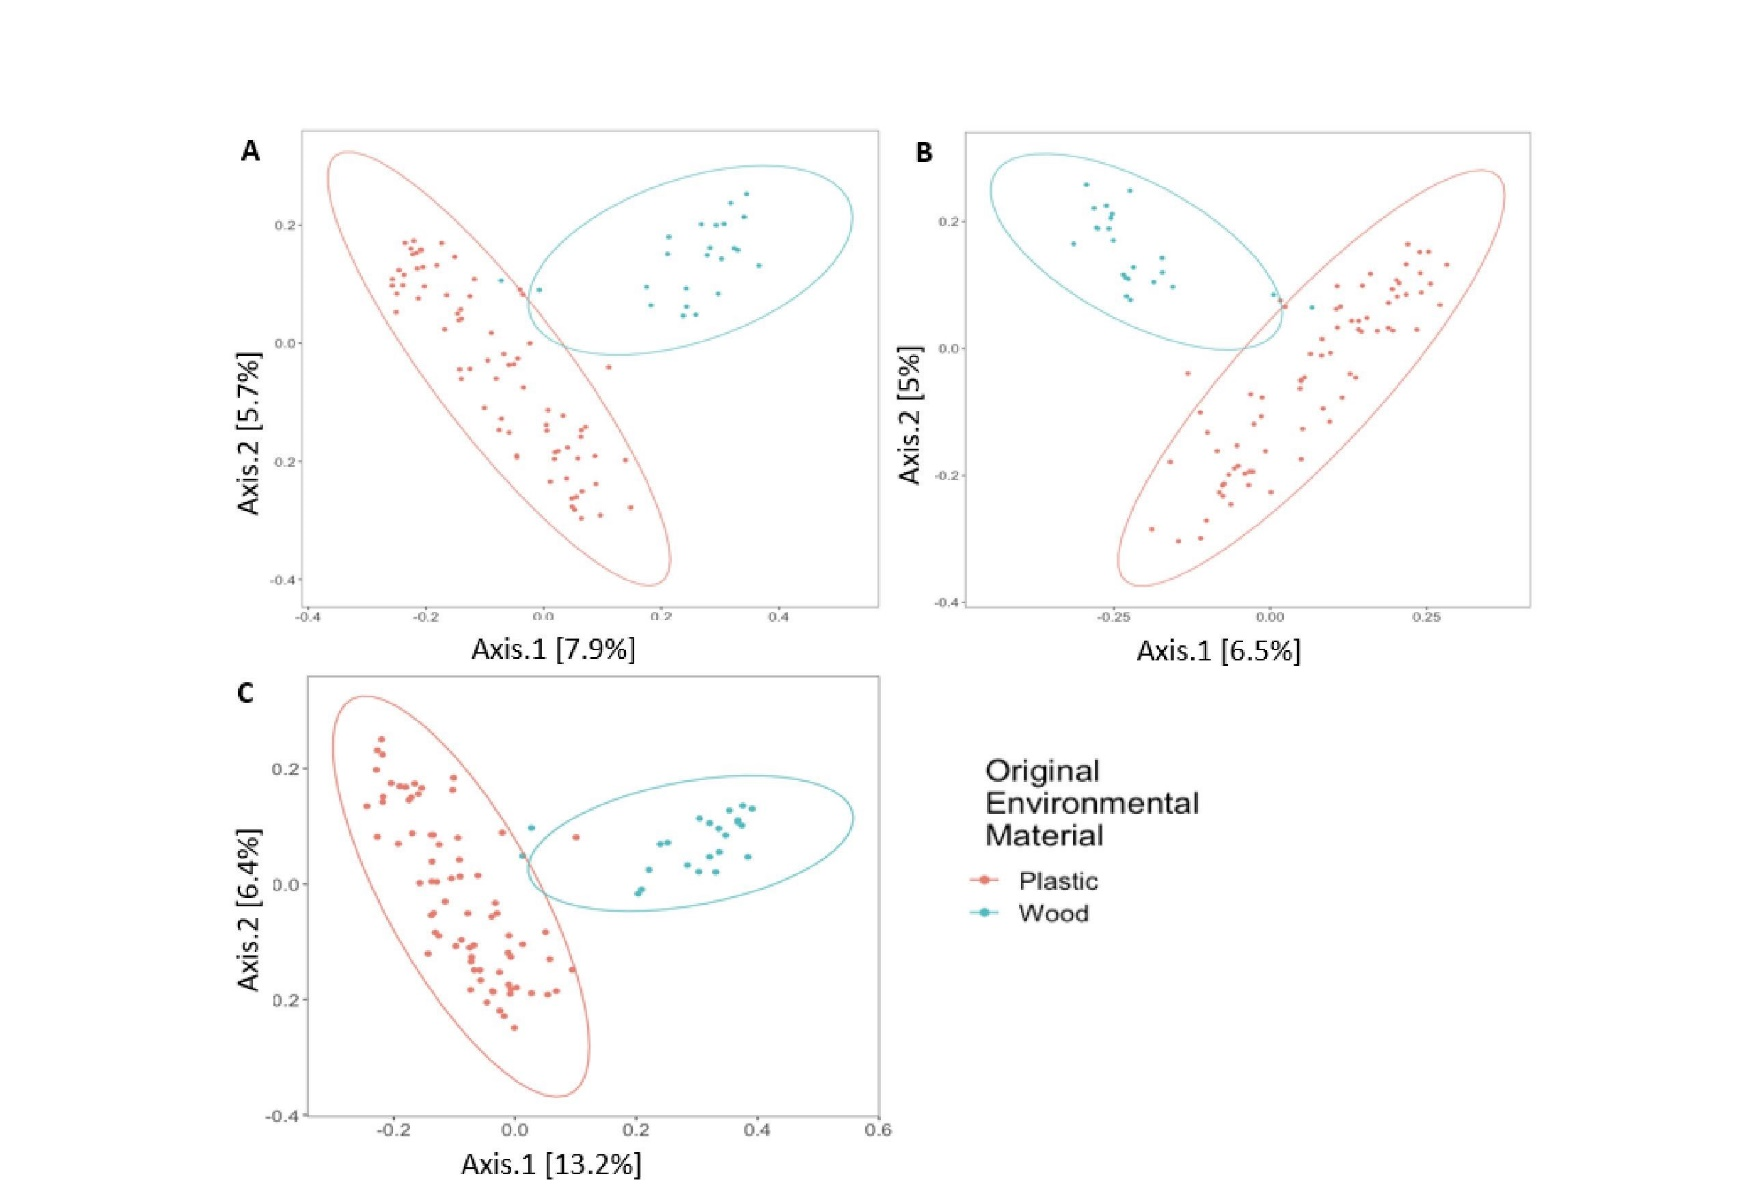 A
B
0.2
0.0
0.2
-0.4
-0.4
-0.2
0.0
0.2
0.4
Axis.2 [5.7%]
Axis.1 [7.9%]
0.2
0.0
-0.2
-0.4
-0.25
0.00
0.25
Axis.2 [5%]
Axis.1 [6.5%]
C
0.2
0.0
0.2
-0.4
-0.2
0.0
0.2
0.4
0.6
Axis.2 [6.4%]
Axis.1 [13.2%]
Original
Environmental
Material
Plastic
Wood